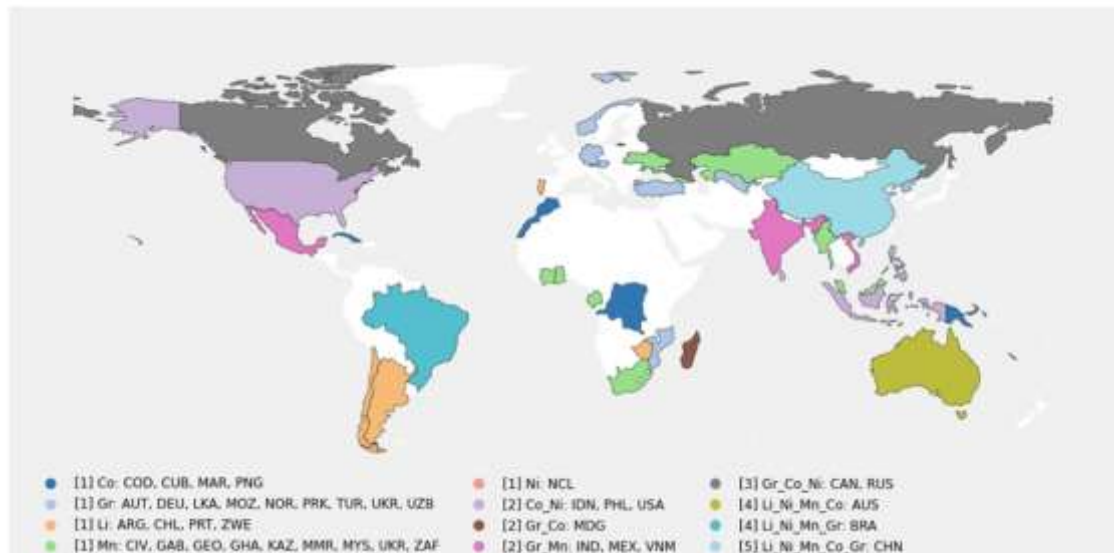 [1] Co: COD, CUB, MAR, PNG
[1] Gr: AUT, DEU, LKA, MOZ, NOR, PRK, TUR, UKR, UZB
[1] Li: ARG, CHL, PRT, ZWE
[1] Mn: CIV, GAB, GEO, GHA, KAZ, MMR, MYS, UKR, ZAF
[1] Ni: NCL
[2] Co_Ni: IDN, PHL, USA
[2] Gr_Co: MDG
[2] Gr_Mn: IND, MEX, VNM
[3] Gr_Co_Ni: CAN, RUS
[4] Li_Ni_Mn_Co: AUS
[4] Li_Ni_Mn_Gr: BRA
[5] Li_Ni_Mn_Co_Gr: CHN